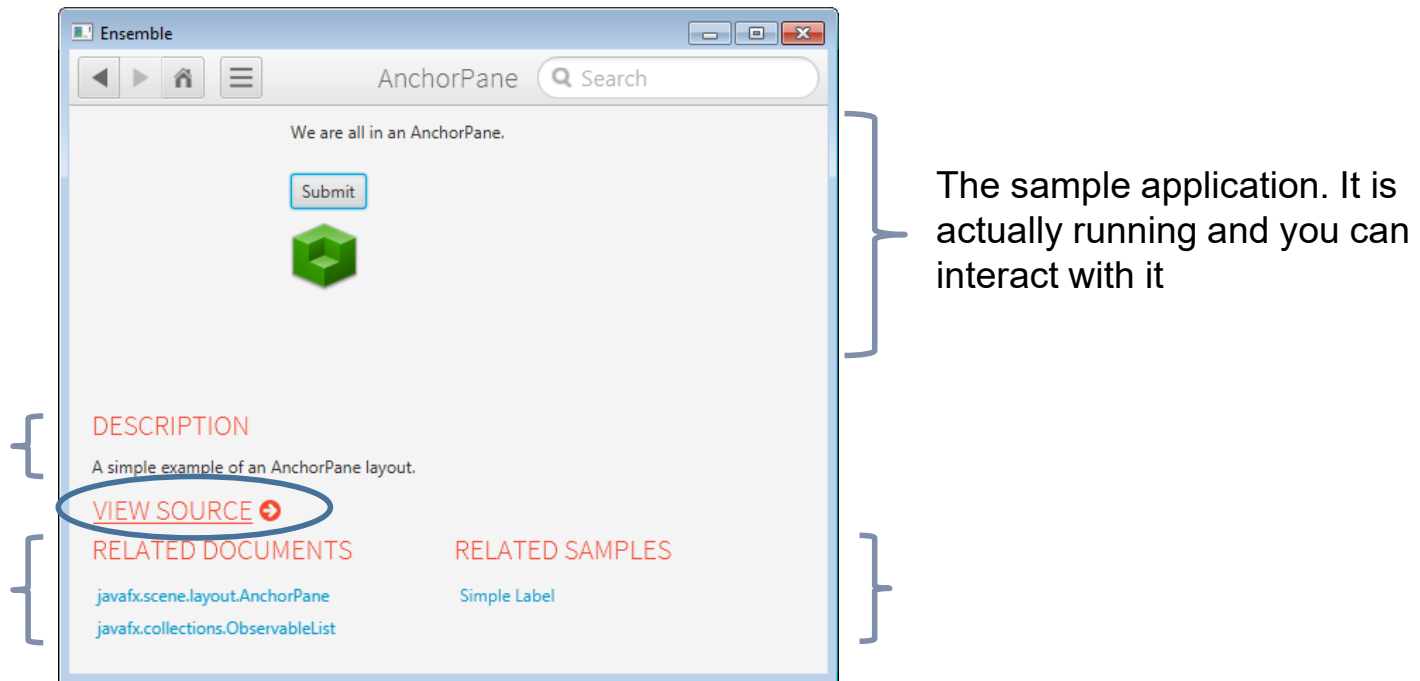 Ensemble
AnchorPane
Search
We are all in an AnchorPane.
Submit
The sample application. It is
actually running and you can
interact with it
DESCRIPTION
A simple example of an AnchorPane layout.
VIEW SOURCE
RELATED DOCUMENTS
RELATED SAMPLES
javafx.scene.layout.AnchorPane
Simple Label
javafx.collections.ObservableList